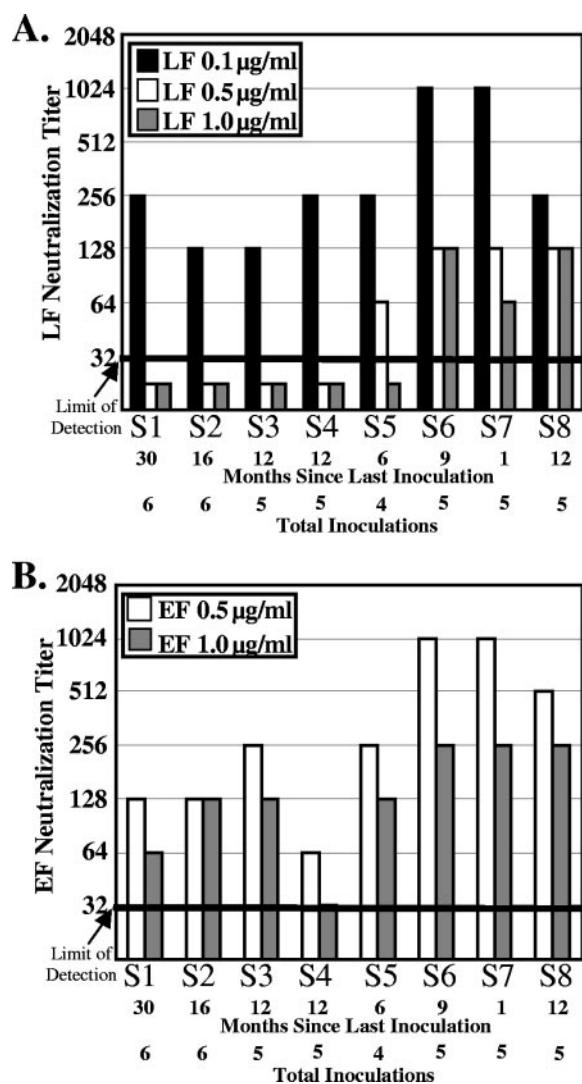 A.
2048
1024
512
256
128
64
32
LF Neutralization Titer
LF 0.1 µg/ml
LF 0.5 µg/ml
LF 1.0 µg/ml
Limit of
Detection
S1 S2 S3 S4 S5 S6 S7 S8
30 16 12 12 6 9 1 12
Months Since Last Inoculation
6 6 5 5 4 5 5 5
Total Inoculations
B.
2048
1024
512
256
128
64
32
EF Neutralization Titer
EF 0.5 µg/ml
EF 1.0 µg/ml
Limit of
Detection
S1 S2 S3 S4 S5 S6 S7 S8
30 16 12 12 6 9 1 12
Months Since Last Inoculation
6 6 5 5 4 5 5 5
Total Inoculations